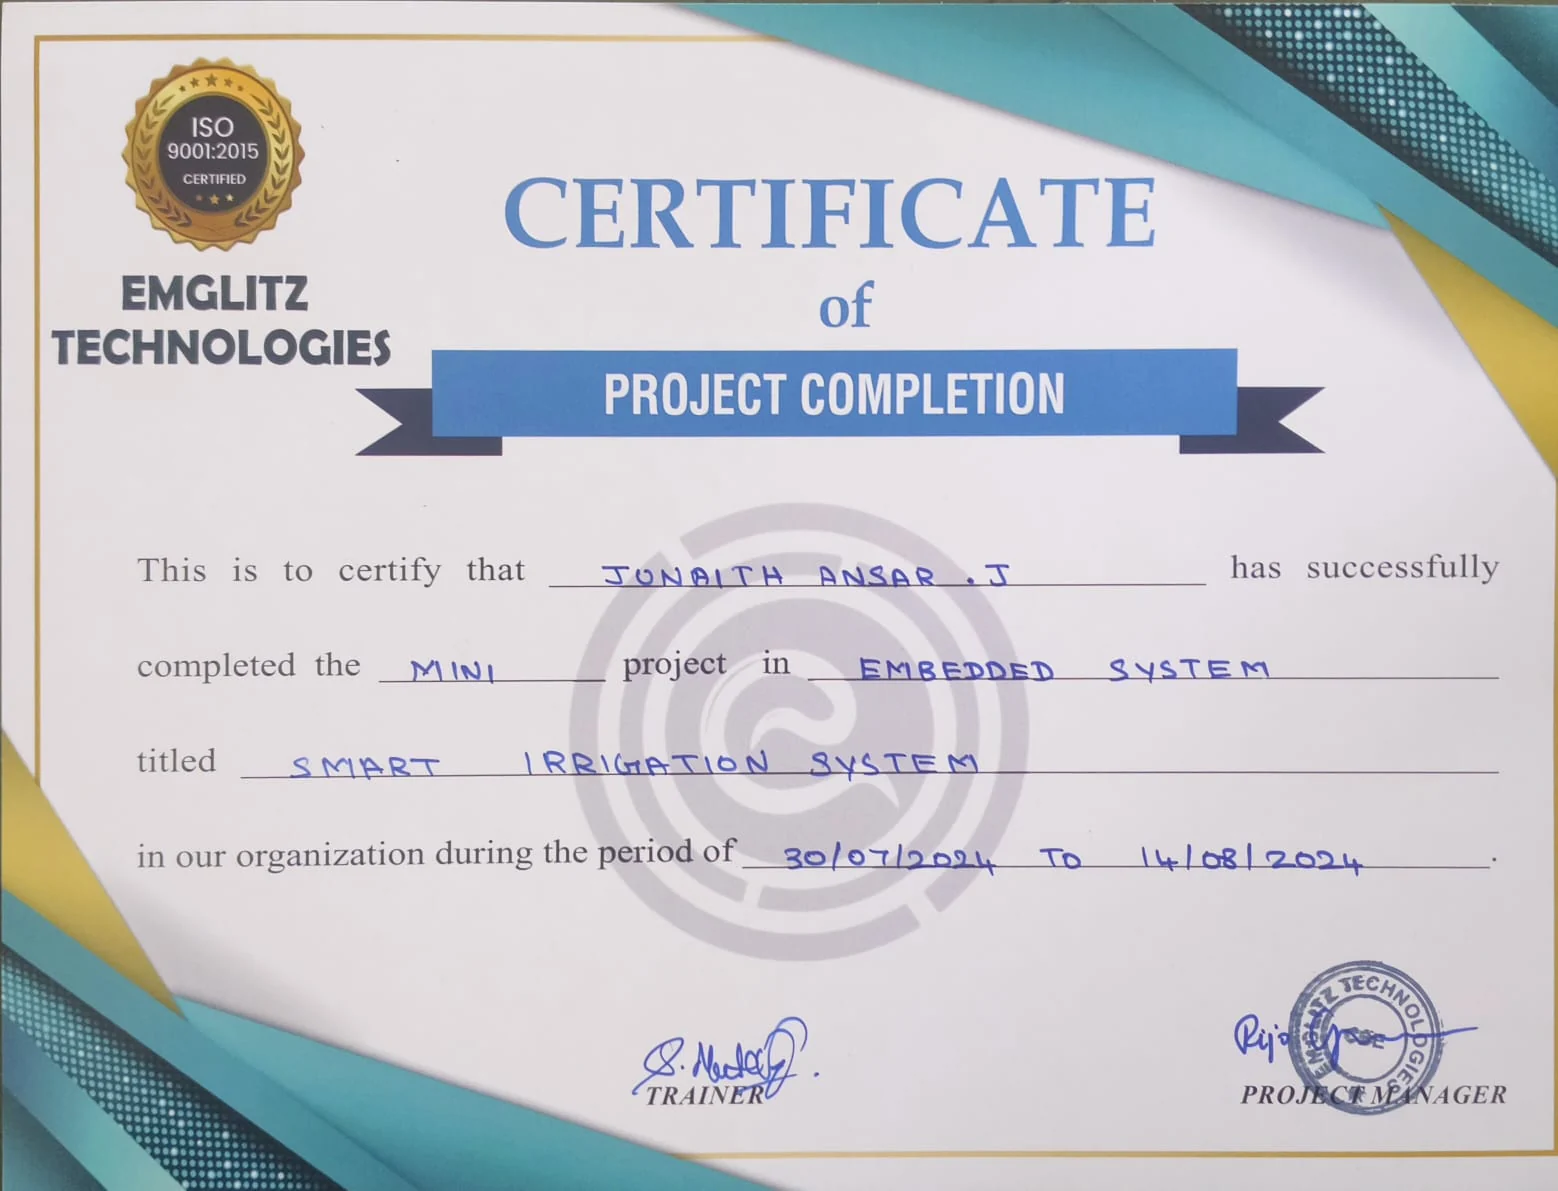 ISO
9001:2015
CERTIFIED
EMGLITZ
TECHNOLOGIES
CERTIFICATE
of
PROJECT COMPLETION
This is to certify that JUNAITH ANSAR . J has successfully
completed the MINI project in EMBEDDED SYSTEM
titled SMART IRRIGATION SYSTEM
in our organization during the period of 30/07/2024 TO 14/08/2024 .
TRAINER
EMGLITZ TECHNOLOGIES
PROJECT MANAGER